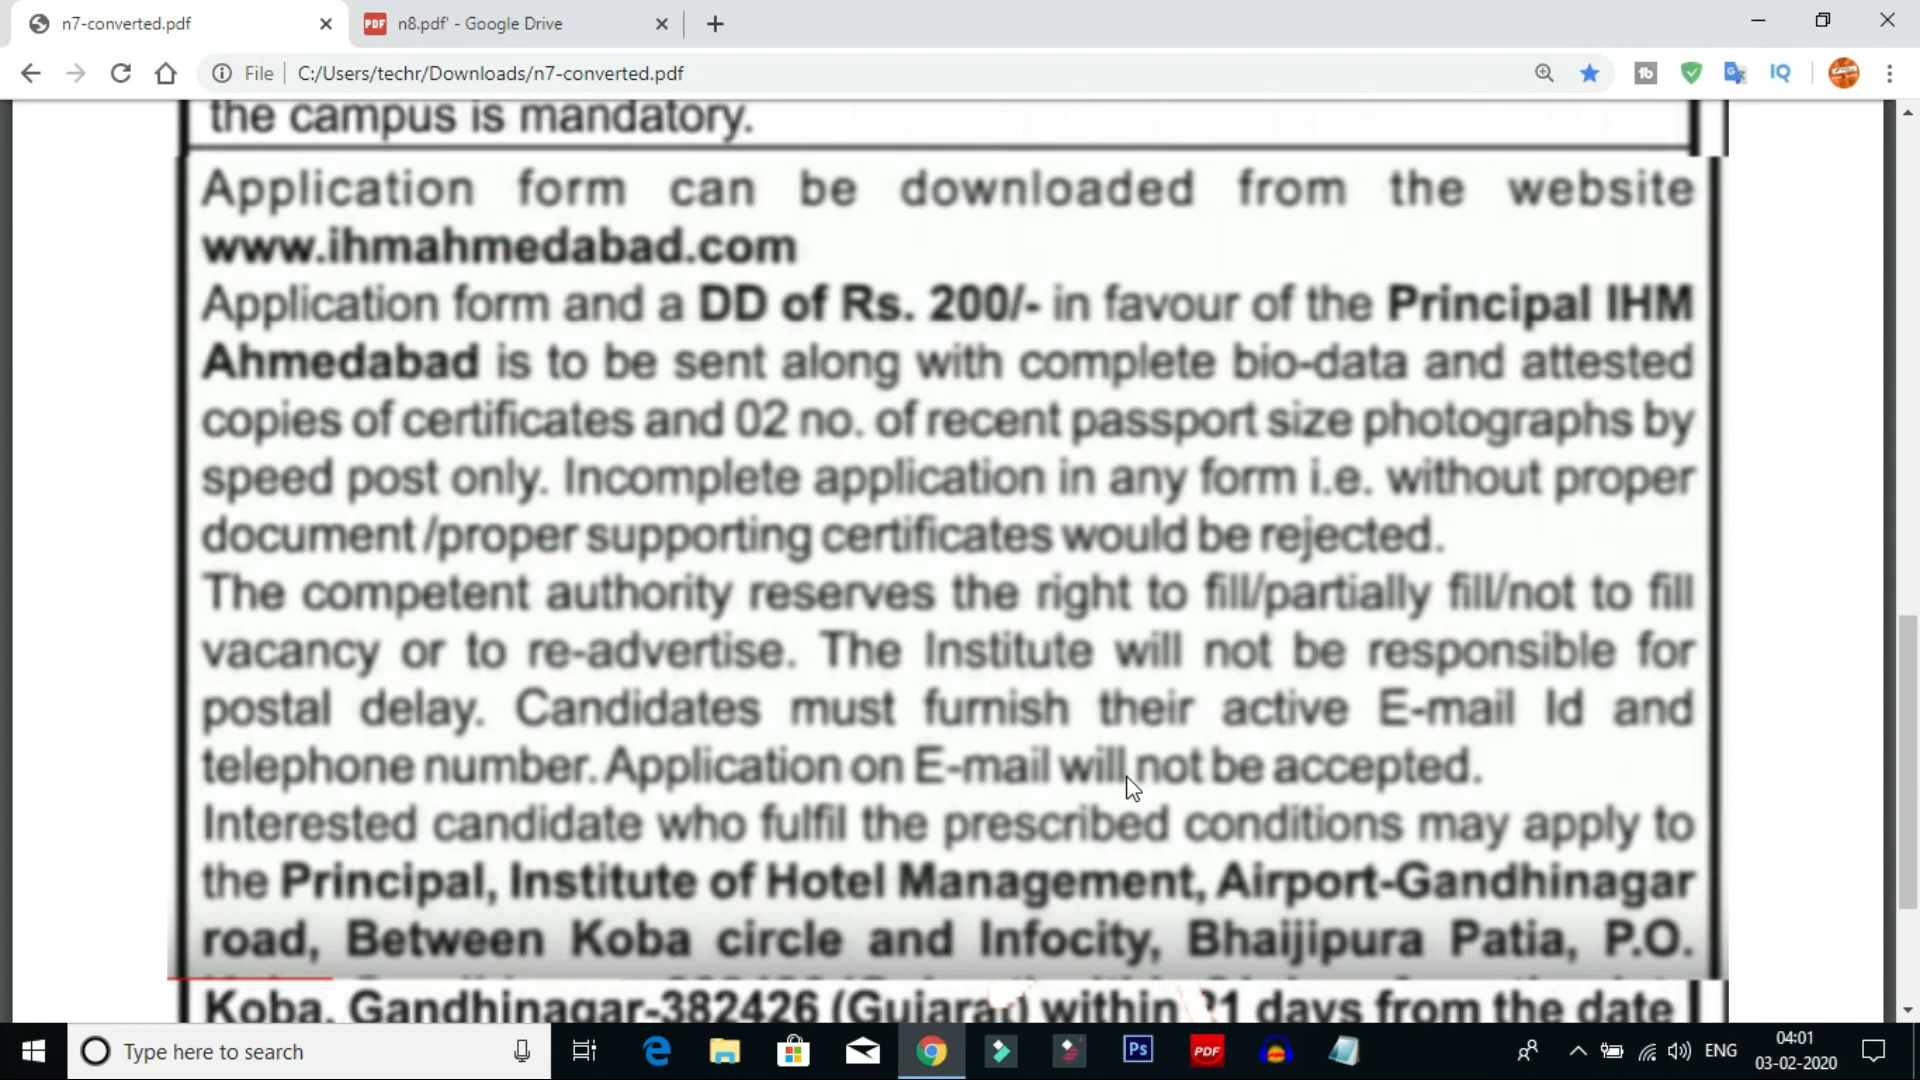 n7-converted.pdf
n8.pdf' - Google Drive
File
C:/Users/techr/Downloads/n7-converted.pdf
the campus is mandatory.
Application form can be downloaded from the website
www.ihmahmedabad.com
Application form and a DD of Rs. 200/- in favour of the Principal IHM
Ahmedabad is to be sent along with complete bio-data and attested
copies of certificates and 02 no. of recent passport size photographs by
speed post only. Incomplete application in any form i.e. without proper
document /proper supporting certificates would be rejected.
The competent authority reserves the right to fill/partially fill/not to fill
vacancy or to re-advertise. The Institute will not be responsible for
postal delay. Candidates must furnish their active E-mail Id and
telephone number. Application on E-mail will not be accepted.
Interested candidate who fulfil the prescribed conditions may apply to
the Principal, Institute of Hotel Management, Airport-Gandhinagar
road, Between Koba circle and Infocity, Bhaijipura Patia, P.O.
Koba, Gandhinagar-382426 (Gujarat) within 21 days from the date
Type here to search
Ps
PDF
ENG
04:01
03-02-2020